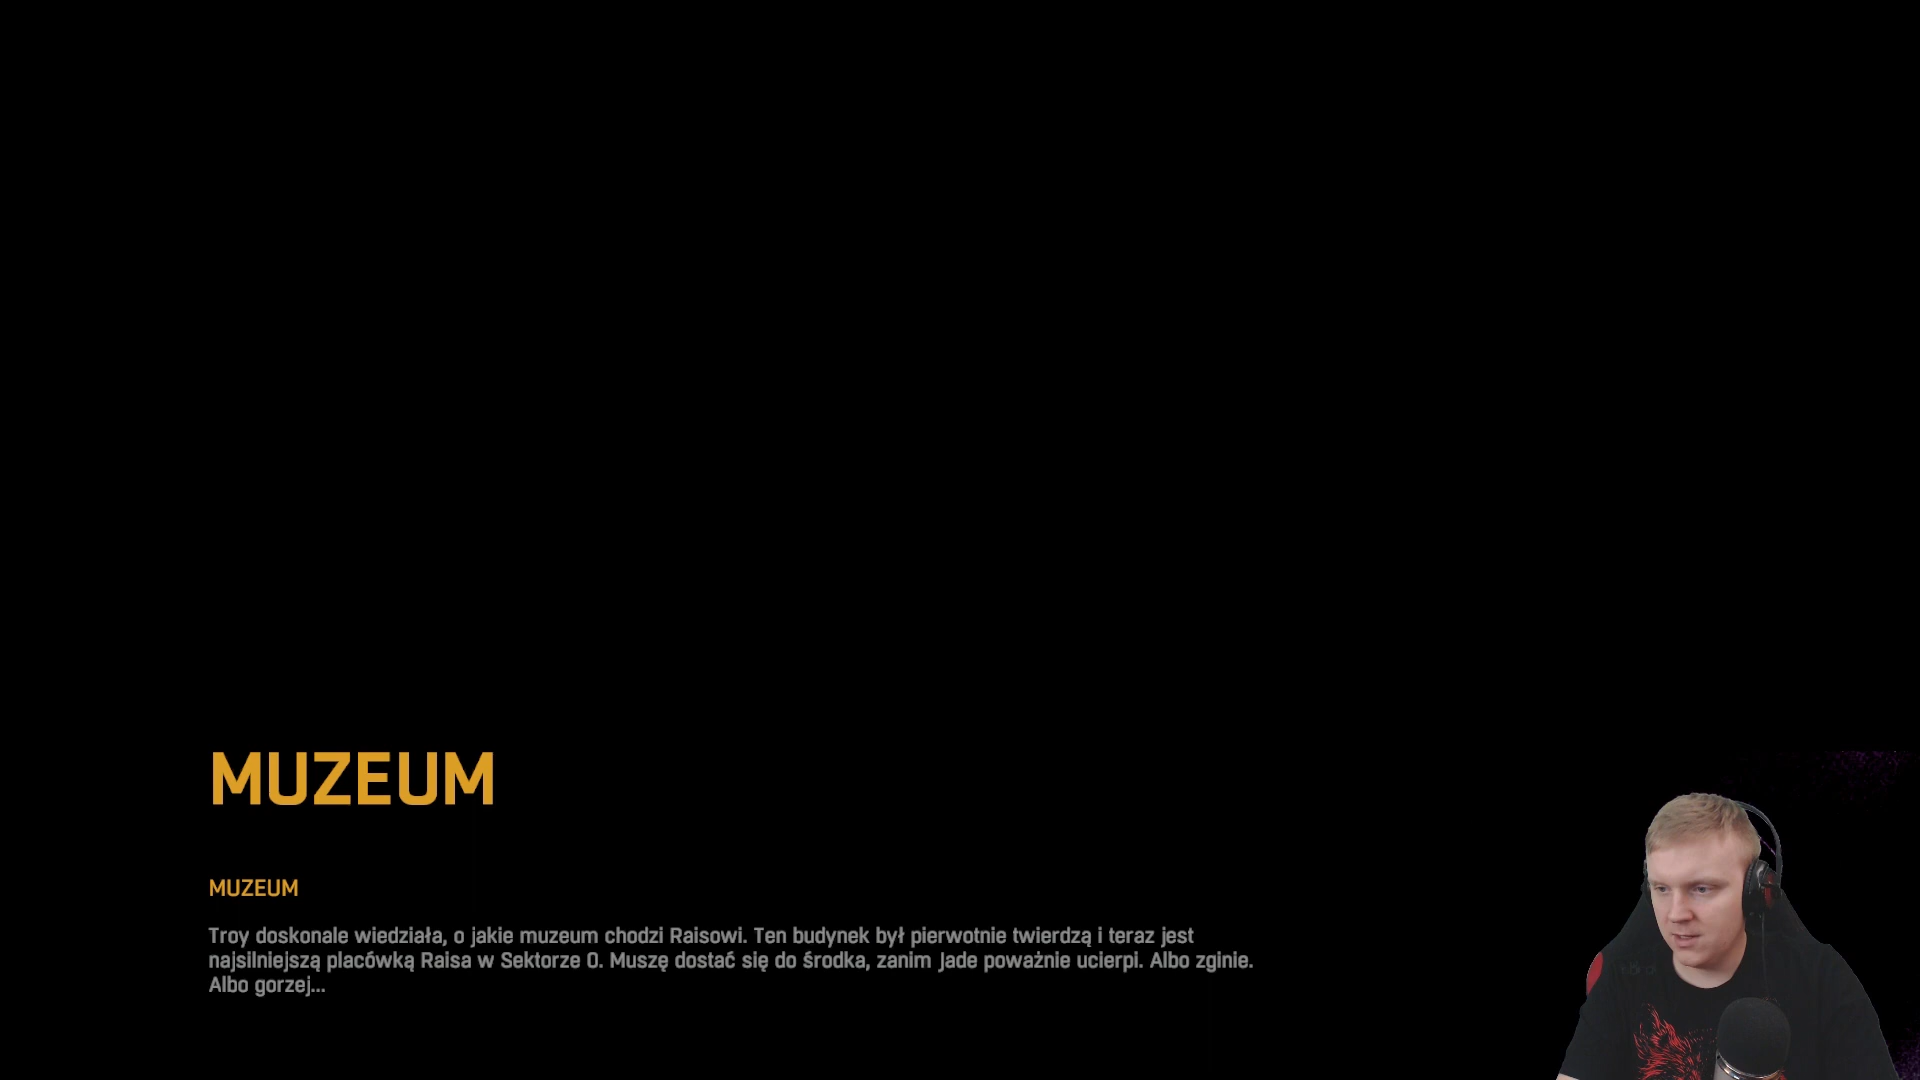 MUZEUM
MUZEUM
Troy doskonale wiedziała, o jakie muzeum chodzi Raisowi. Ten budynek był pierwotnie twierdzą i teraz jest
najsilniejszą placówką Raisa w Sektorze 0. Muszę dostać się do środka, zanim Jade poważnie ucierpi. Albo zginie.
Albo gorzej...